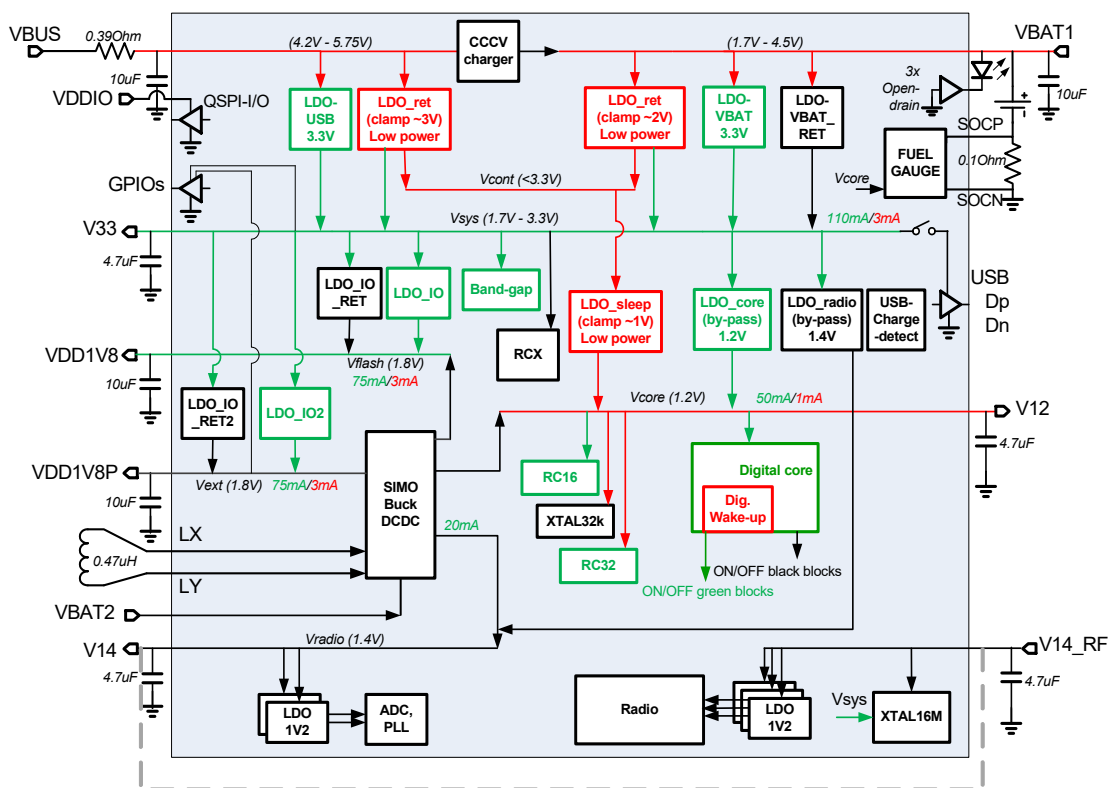 VBUS
0.39Ohm
(4.2V - 5.75V)
CCCV
charger
(1.7V - 4.5V)
VBAT1
10uF
VDDIO
QSPI-I/O
LDO-
USB
3.3V
LDO_ret
(clamp ~3V)
Low power
LDO_ret
(clamp ~2V)
Low power
LDO-
VBAT
3.3V
LDO-
VBAT_
RET
3x
Open-
drain
10uF
SOCP
FUEL
GAUGE
0.1Ohm
Vcore
SOCN
GPIOs
Vcont (<3.3V)
V33
Vsys (1.7V - 3.3V)
110mA/3mA
4.7uF
LDO_IO
_RET
LDO_IO
Band-gap
LDO_sleep
(clamp ~1V)
Low power
LDO_core
(by-pass)
1.2V
LDO_radio
(by-pass)
1.4V
USB-
Charge
-detect
USB
Dp
Dn
RCX
VDD1V8
Vflash (1.8V)
75mA/3mA
10uF
LDO_IO
_RET2
LDO_IO2
Vcore (1.2V)
50mA/1mA
V12
4.7uF
VDD1V8P
Vext (1.8V)
75mA/3mA
10uF
SIMO
Buck
DCDC
20mA
RC16
XTAL32k
RC32
Digital core
Dig.
Wake-up
ON/OFF black blocks
ON/OFF green blocks
LX
0.47uH
LY
VBAT2
V14
Vradio (1.4V)
V14_RF
4.7uF
4.7uF
LDO
1V2
ADC,
PLL
Radio
LDO
1V2
Vsys
XTAL16M